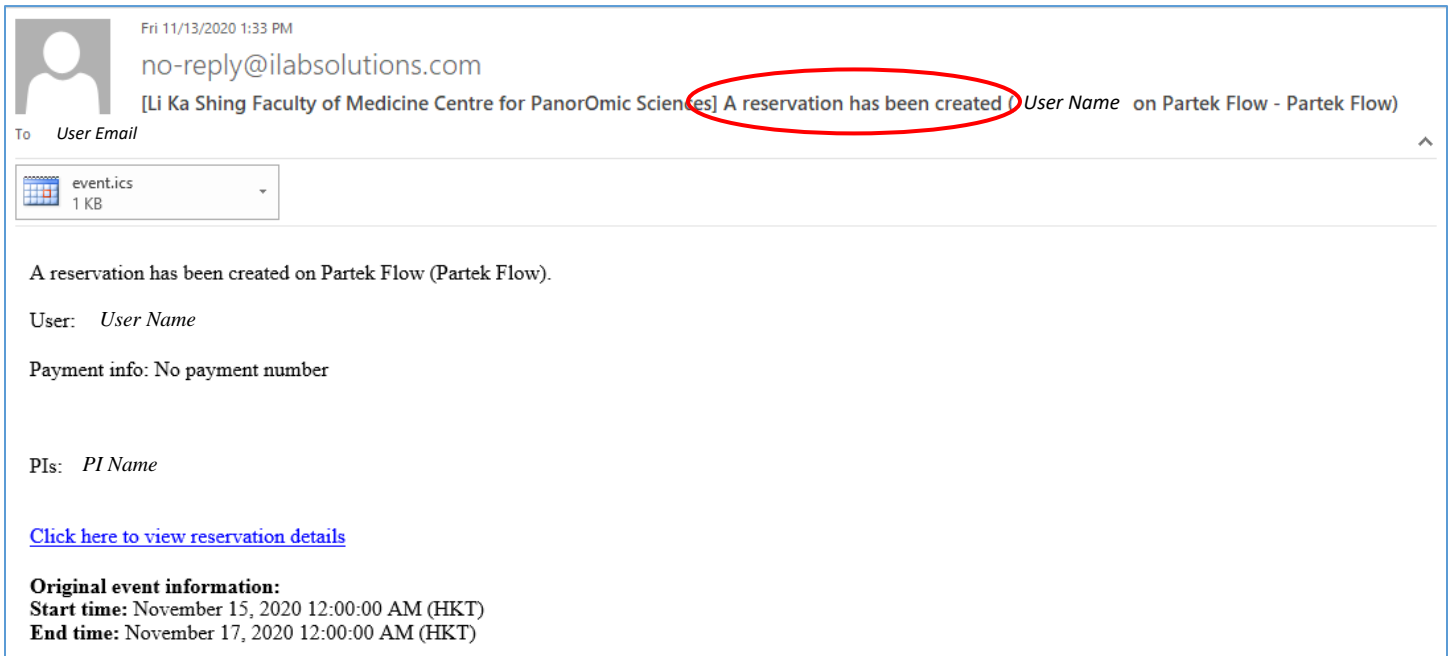 Fri 11/13/2020 1:33 PM
no-reply@ilabsolutions.com
[Li Ka Shing Faculty of Medicine Centre for PanorOmic Sciences] A reservation has been created ( User Name on Partek Flow - Partek Flow)
To User Email
event.ics
1 KB
A reservation has been created on Partek Flow (Partek Flow).
User: User Name
Payment info: No payment number
PIs: PI Name
Click here to view reservation details
Original event information:
Start time: November 15, 2020 12:00:00 AM (HKT)
End time: November 17, 2020 12:00:00 AM (HKT)